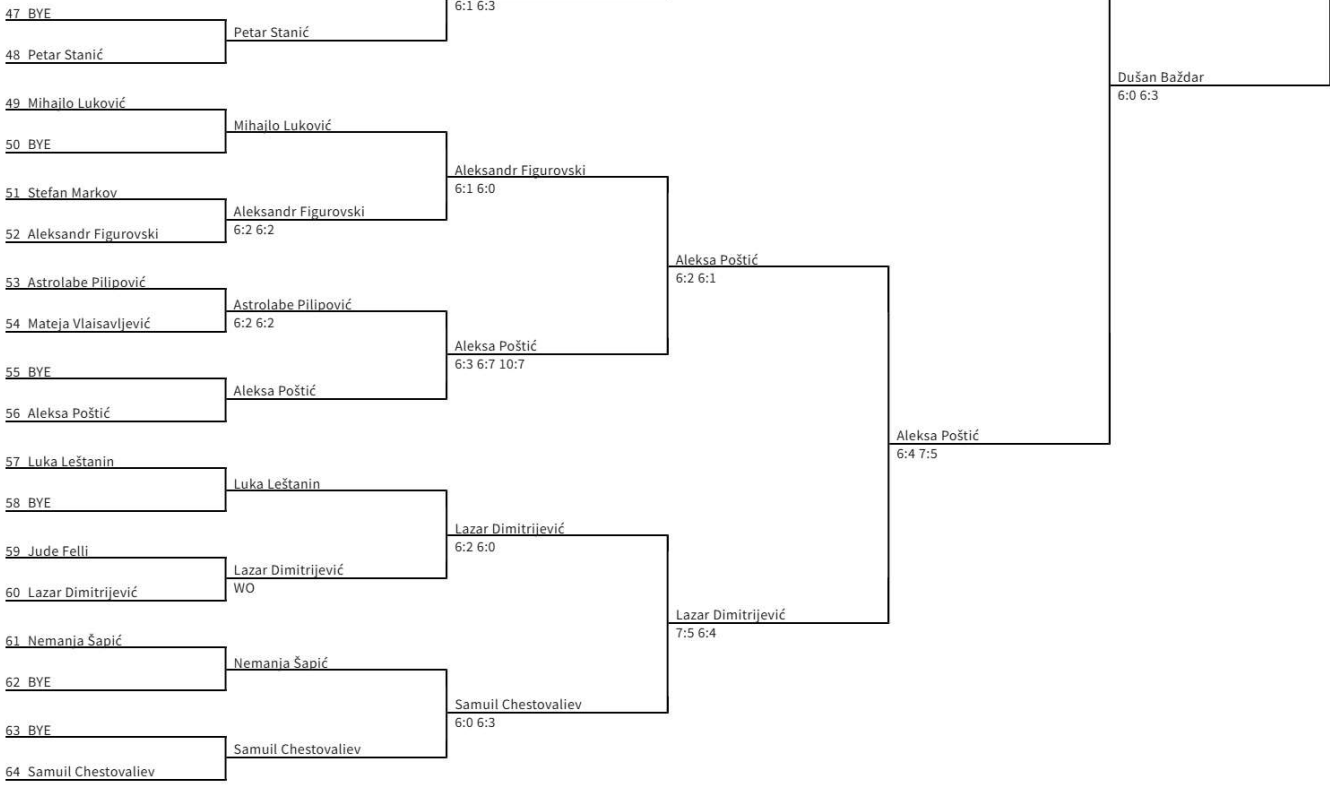 6:1 6:3
47 BYE
Petar Stanić
48 Petar Stanić
Dušan Baždar
6:0 6:3
49 Mihajlo Luković
Mihajlo Luković
50 BYE
Aleksandr Figurovski
6:1 6:0
51 Stefan Markov
Aleksandr Figurovski
6:2 6:2
52 Aleksandr Figurovski
Aleksa Poštić
6:2 6:1
53 Astrolabe Pilipović
Astrolabe Pilipović
6:2 6:2
54 Mateja Vlaisavljević
Aleksa Poštić
6:3 6:7 10:7
55 BYE
Aleksa Poštić
56 Aleksa Poštić
Aleksa Poštić
6:4 7:5
57 Luka Leštanin
Luka Leštanin
58 BYE
Lazar Dimitrijević
6:2 6:0
59 Jude Felli
Lazar Dimitrijević
WO
60 Lazar Dimitrijević
Lazar Dimitrijević
7:5 6:4
61 Nemanja Šapić
Nemanja Šapić
62 BYE
Samuil Chestovaliev
6:0 6:3
63 BYE
Samuil Chestovaliev
64 Samuil Chestovaliev